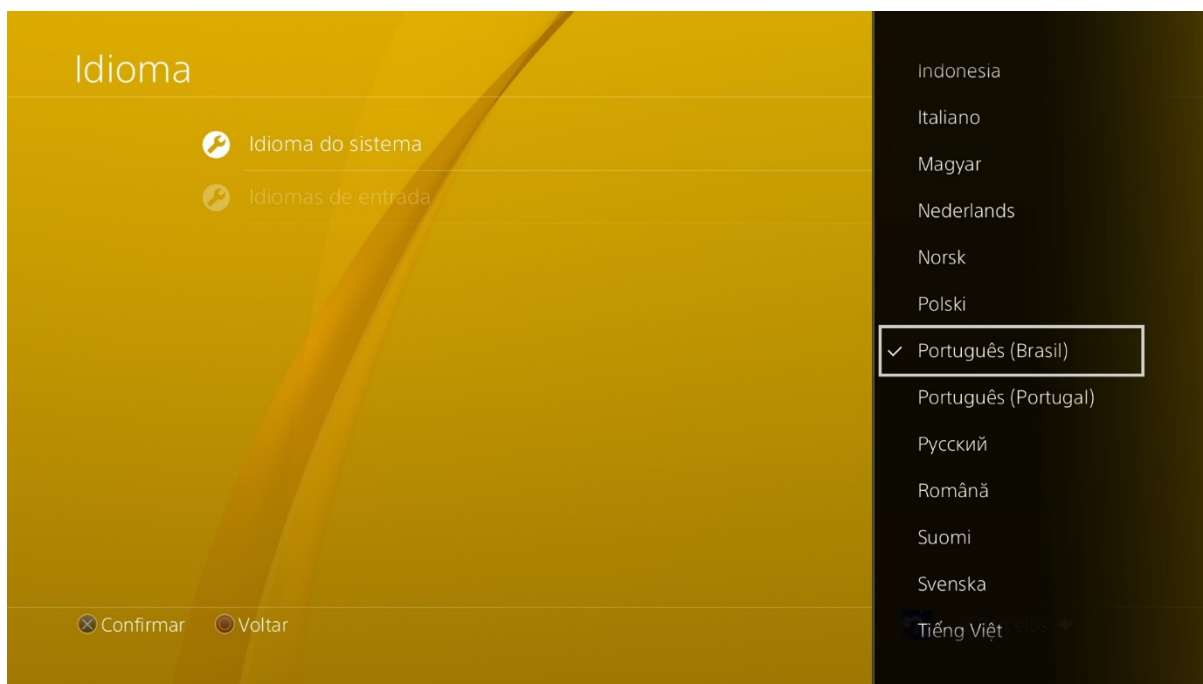 Idioma
Idioma do sistema
Idiomas de entrada
Confirmar
Voltar
Indonesia
Italiano
Magyar
Nederlands
Norsk
Polski
Português (Brasil)
Português (Portugal)
Русский
Română
Suomi
Svenska
Tiếng Việt